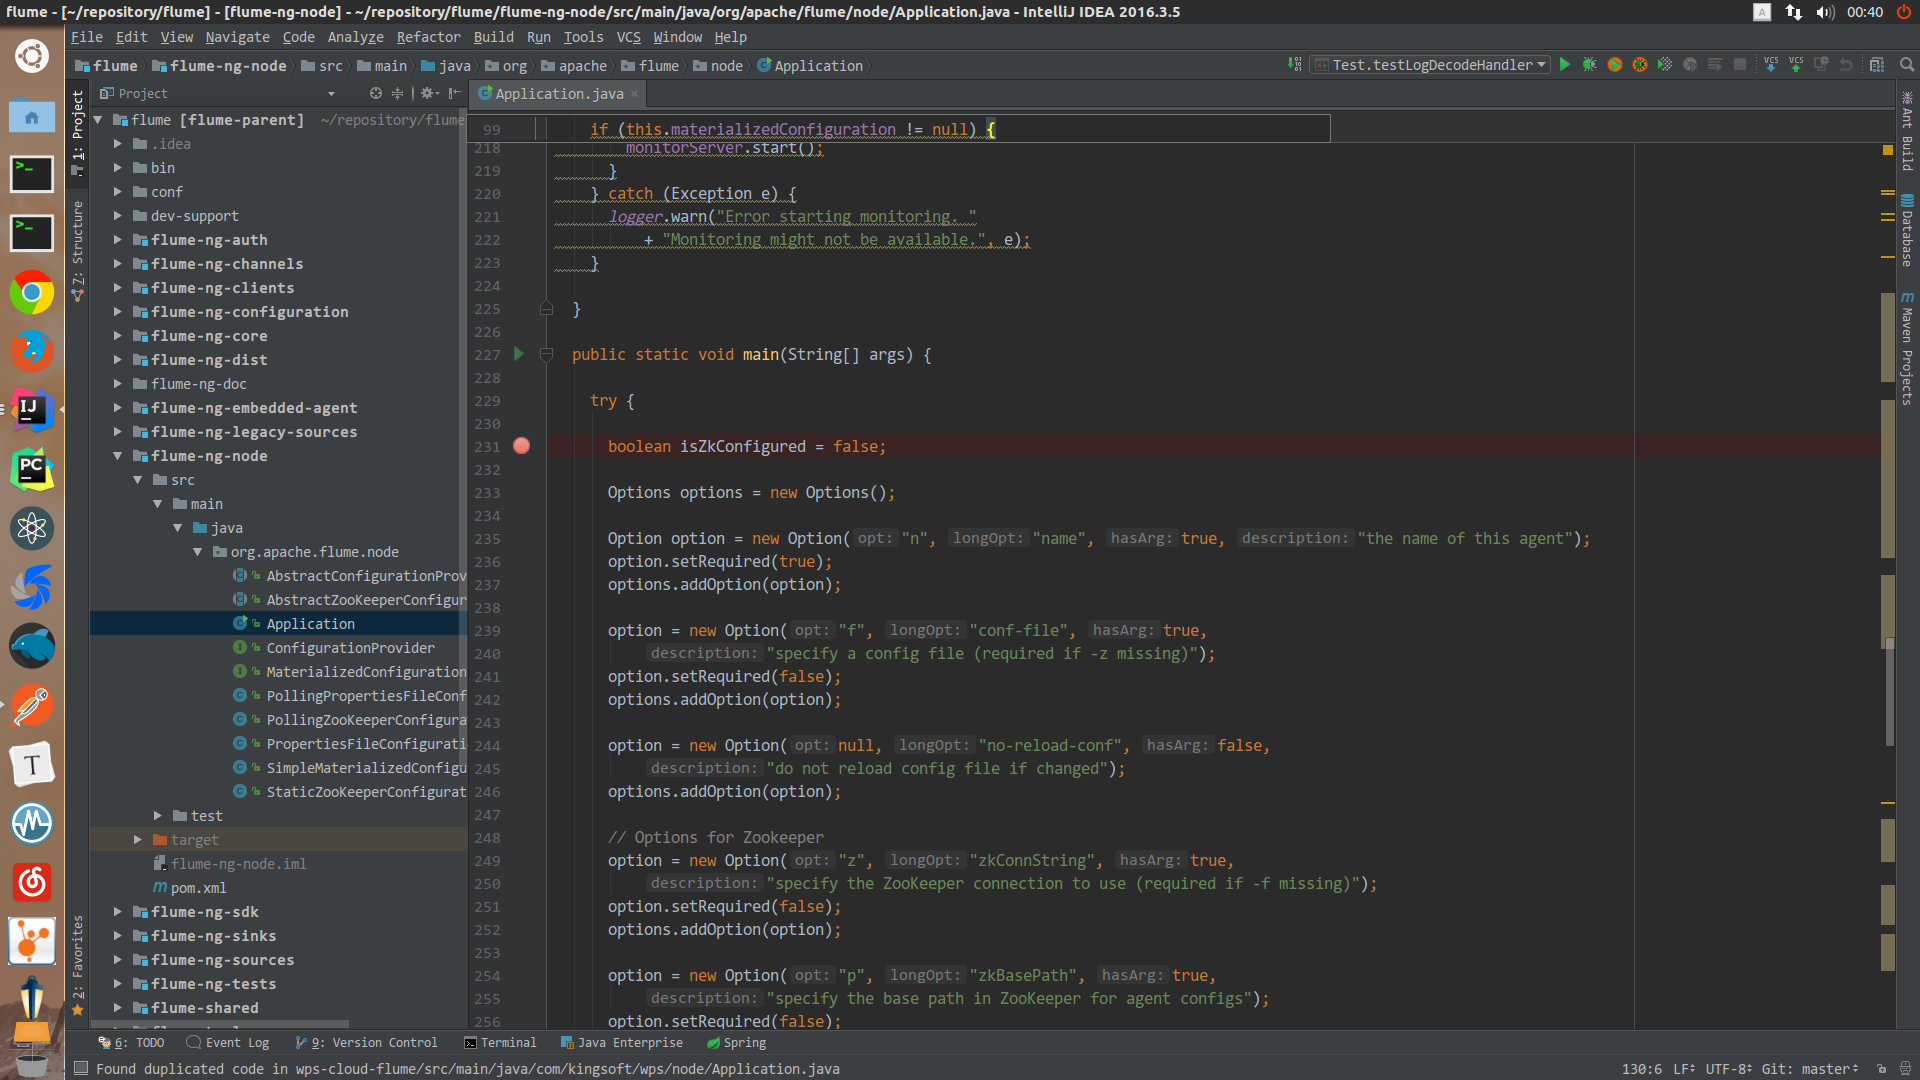 flume - [~/repository/flume] - [flume-ng-node] - ~/repository/flume/flume-ng-node/src/main/java/org/apache/flume/node/Application.java - IntelliJ IDEA 2016.3.5
A
00:40
File Edit View Navigate Code Analyze Refactor Build Run Tools VCS Window Help
flume flume-ng-node src main java org apache flume node Application
Test.testLogDecodeHandler
VCS VCS
Project
Application.java
1: Project
Z: Structure
2: Favorites
flume [flume-parent] ~/repository/flume
.idea
bin
conf
dev-support
flume-ng-auth
flume-ng-channels
flume-ng-clients
flume-ng-configuration
flume-ng-core
flume-ng-dist
flume-ng-doc
flume-ng-embedded-agent
flume-ng-legacy-sources
flume-ng-node
src
main
java
org.apache.flume.node
AbstractConfigurationProv
AbstractZooKeeperConfigur
Application
ConfigurationProvider
MaterializedConfiguration
PollingPropertiesFileConf
PollingZooKeeperConfigura
PropertiesFileConfigurati
SimpleMaterializedConfigu
StaticZooKeeperConfigurat
test
target
flume-ng-node.iml
pom.xml
flume-ng-sdk
flume-ng-sinks
flume-ng-sources
flume-ng-tests
flume-shared
99 if (this.materializedConfiguration != null) {
218 monitorServer.start();
219 }
220 } catch (Exception e) {
221 logger.warn("Error starting monitoring. "
222 + "Monitoring might not be available.", e);
223 }
224
225 }
226
227 public static void main(String[] args) {
228
229 try {
230
231 boolean isZkConfigured = false;
232
233 Options options = new Options();
234
235 Option option = new Option( opt: "n", longOpt: "name", hasArg: true, description: "the name of this agent");
236 option.setRequired(true);
237 options.addOption(option);
238
239 option = new Option( opt: "f", longOpt: "conf-file", hasArg: true,
240 description: "specify a config file (required if -z missing)");
241 option.setRequired(false);
242 options.addOption(option);
243
244 option = new Option( opt: null, longOpt: "no-reload-conf", hasArg: false,
245 description: "do not reload config file if changed");
246 options.addOption(option);
247
248 // Options for Zookeeper
249 option = new Option( opt: "z", longOpt: "zkConnString", hasArg: true,
250 description: "specify the ZooKeeper connection to use (required if -f missing)");
251 option.setRequired(false);
252 options.addOption(option);
253
254 option = new Option( opt: "p", longOpt: "zkBasePath", hasArg: true,
255 description: "specify the base path in ZooKeeper for agent configs");
256 option.setRequired(false);
Ant Build
Database
m Maven Projects
IJ
PC
T
6: TODO Event Log 9: Version Control Terminal Java Enterprise Spring
Found duplicated code in wps-cloud-flume/src/main/java/com/kingsoft/wps/node/Application.java
130:6 LF UTF-8 Git: master